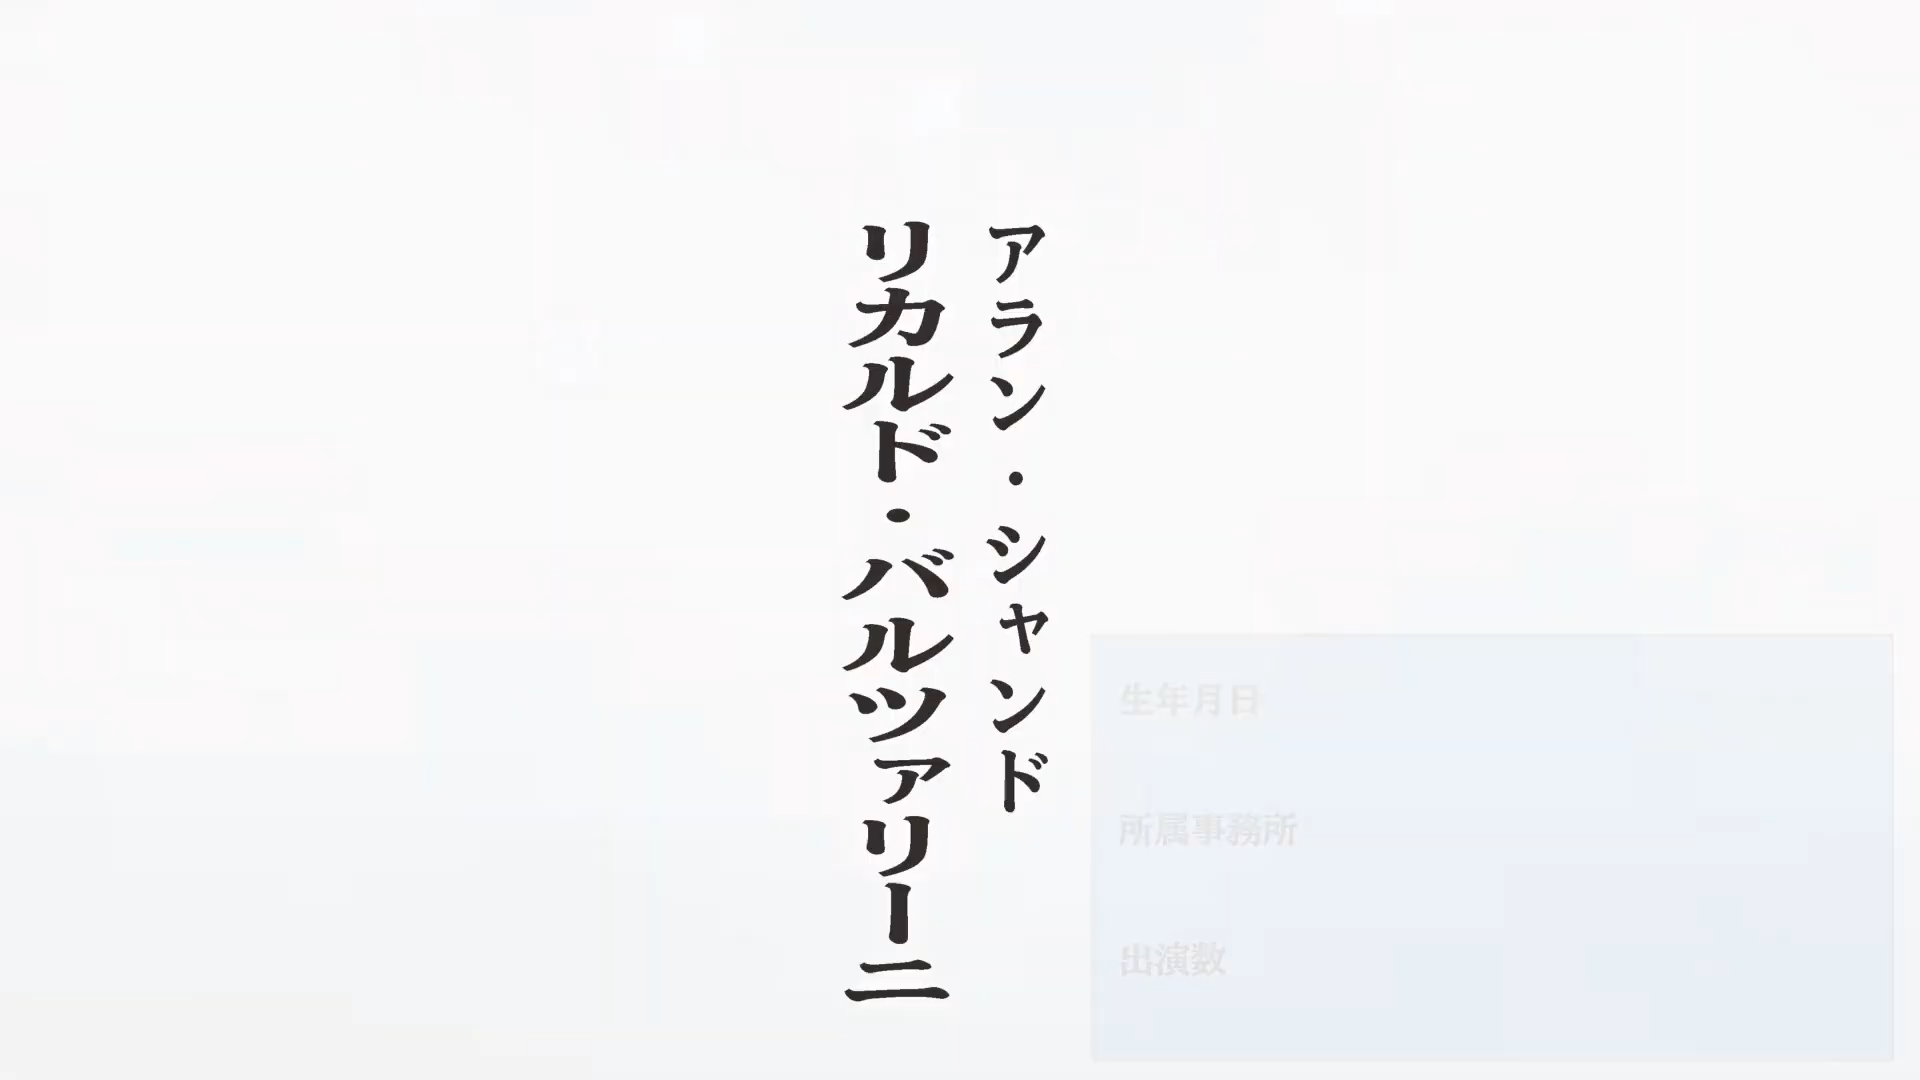 アラン・シャンド
リカルド・バルツァリーニ
生年月日
所属事務所
出演数